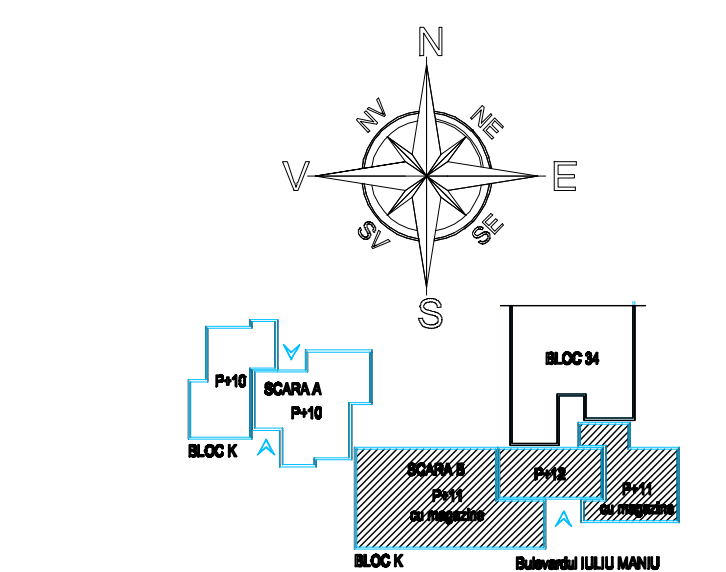 N
NV NE
V E
SV SE
S
BLOC 34
P+10
SCARA A
P+10
BLOC K
SCARA B
P+12
P+11
cu magazine
P+11
cu magazine
BLOC K
Bulevardul IULIU MANIU